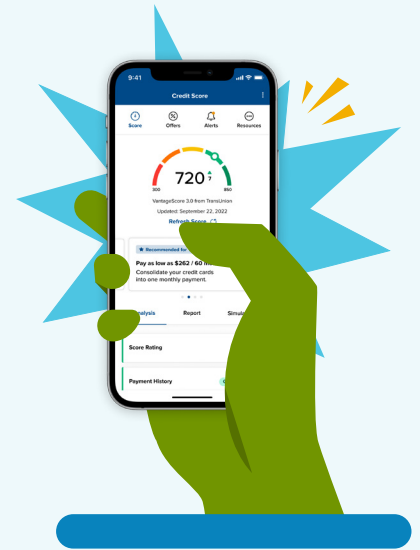 9:41
Credit Score
Score Offers Alerts Resources
720 7
300 850
VantageScore 3.0 from TransUnion
Updated: September 22, 2022
Refresh Score
Recommended for
Pay as low as $262 / 60
Consolidate your credit cards
into one monthly payment.
Report
Score Rating
Payment History